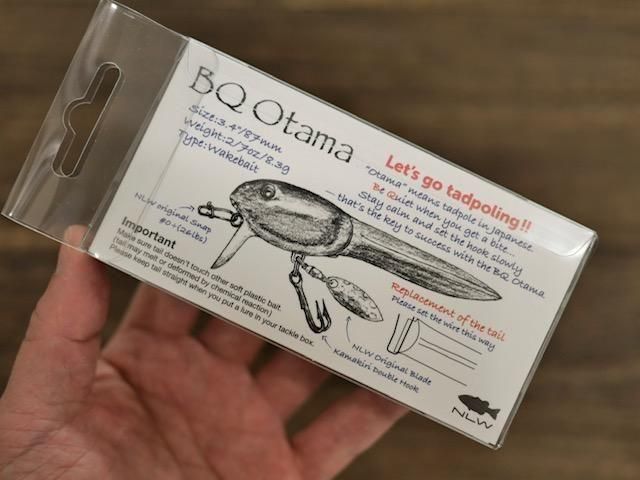 BQ Otama
Size:3.4"/87mm
Weight:2/7oz/8.3g
Type:Wakebait
Let's go tadpoling!!
"Otama" means tadpole in Japanese
Be Quiet when you get a bite...
Stay calm and set the hook slowly
—that's the key to success with the BQ Otama
NLW original snap
#0+(26lbs)
Important
Make sure tail doesn't touch other soft plastic bait.
(tail may melt or deformed by chemical reaction)
Please keep tail straight when you put a lure in your tackle box.
Replacement of the tail
Please set the wire this way
NLW Original Blade
Kamakiri Double Hook
NLW